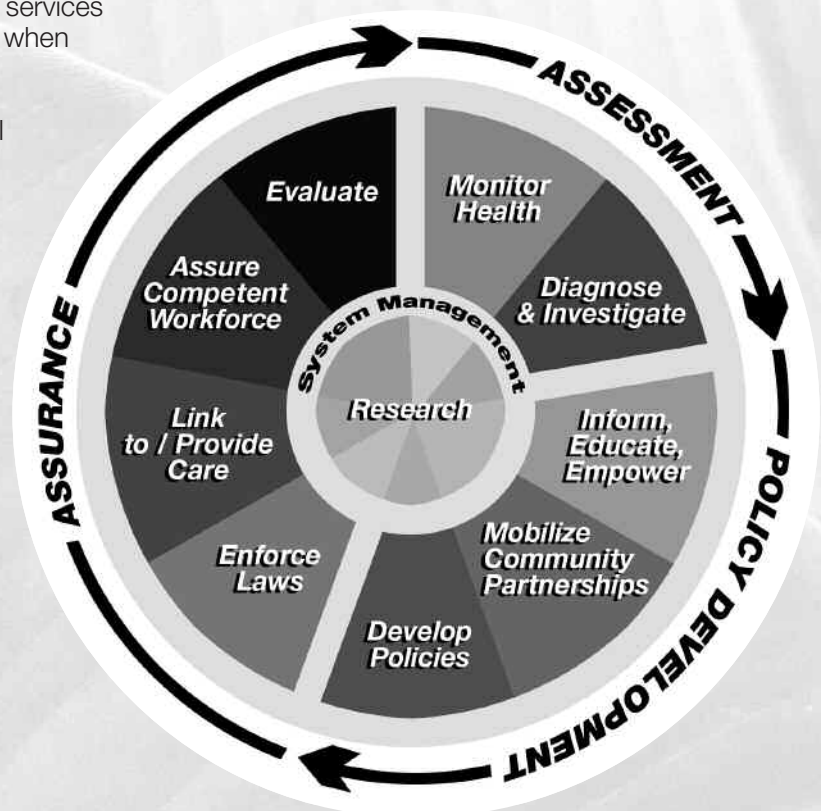 services
when
l
ASSESSMENT
POLICY DEVELOPMENT
ASSURANCE
Monitor
Health
Diagnose
& Investigate
Inform,
Educate,
Empower
Mobilize
Community
Partnerships
Develop
Policies
Enforce
Laws
Link
to / Provide
Care
Assure
Competent
Workforce
Evaluate
System Management
Research